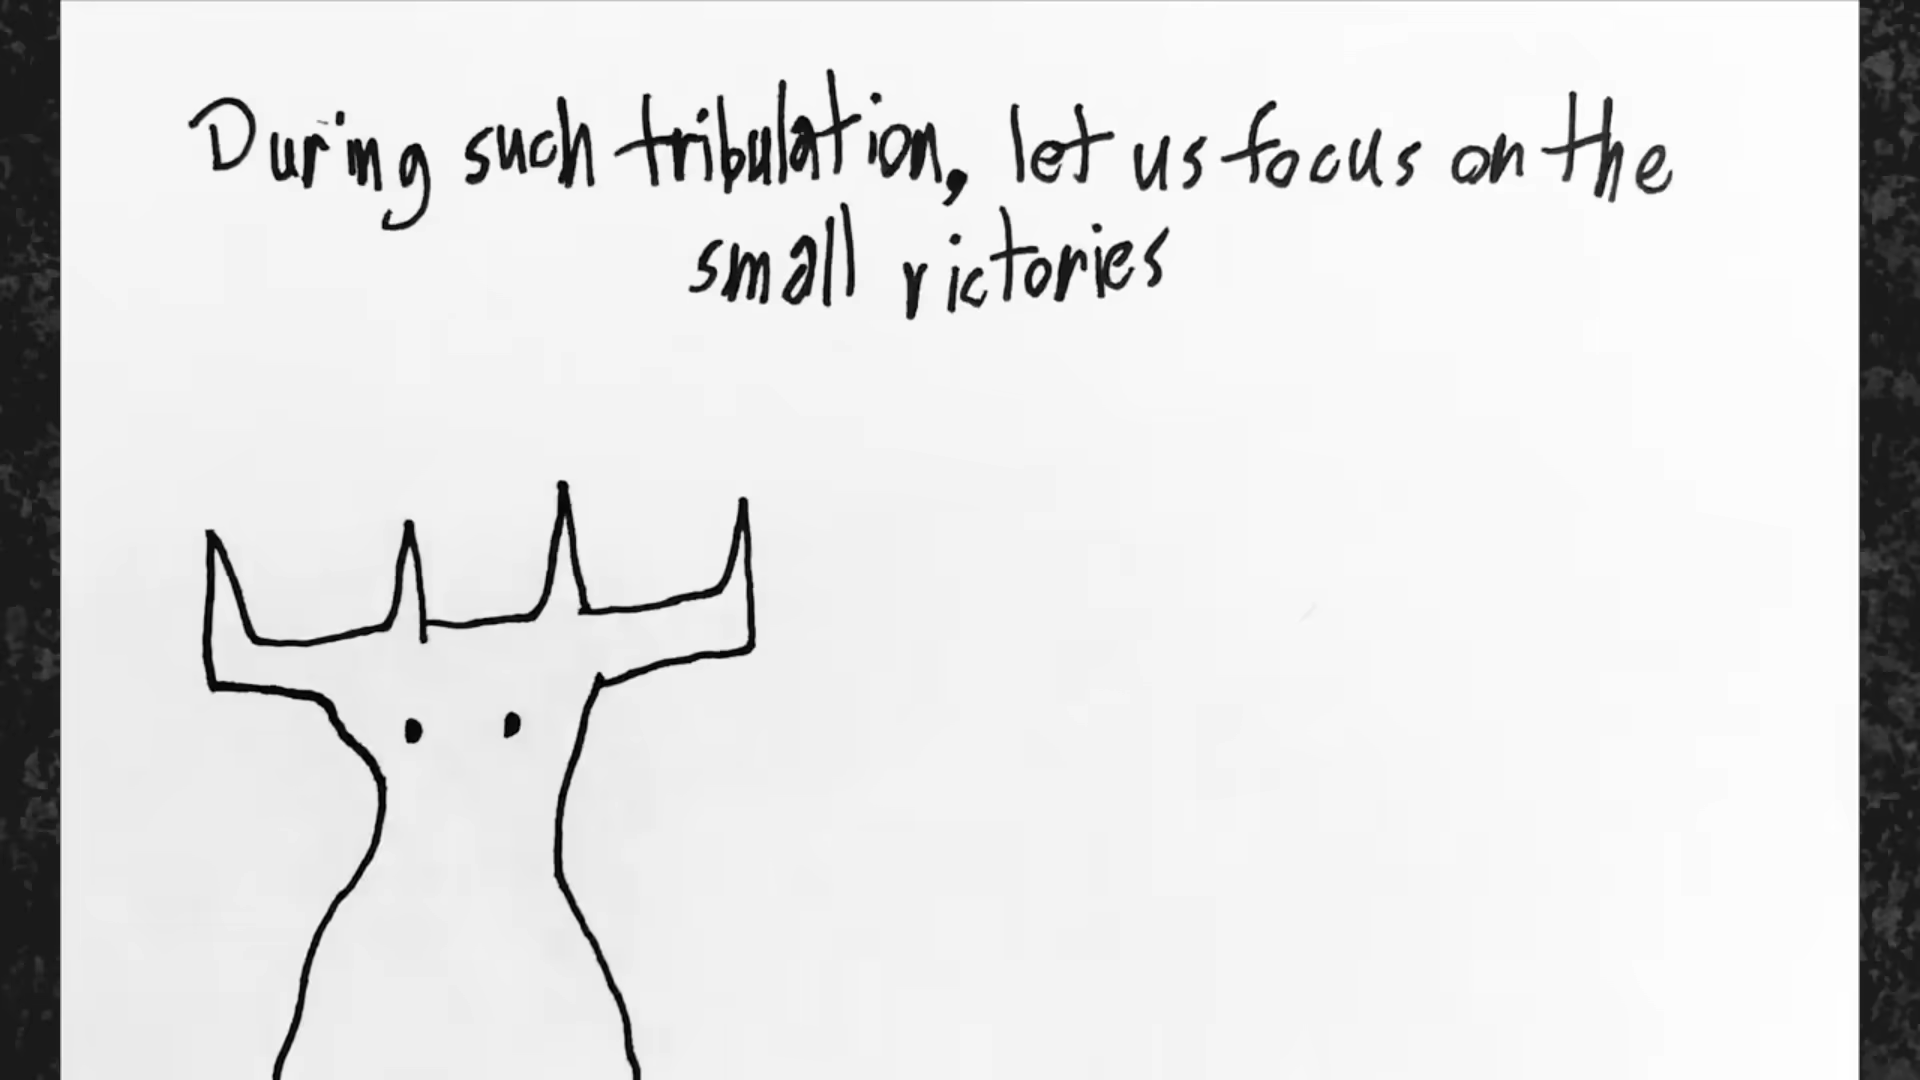 During such tribulation, let us focus on the
small victories